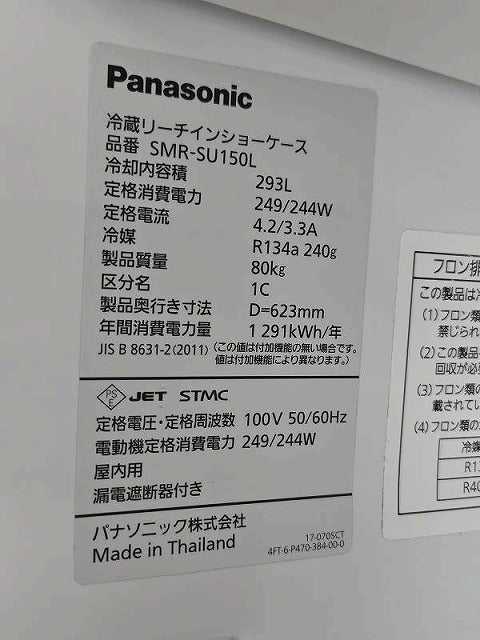 Panasonic
冷蔵リーチインショーケース
品番 SMR-SU150L
冷却内容積 293L
定格消費電力 249/244W
定格電流 4.2/3.3A
冷媒 R134a 240g
製品質量 80kg
区分名 1C
製品奥行き寸法 D=623mm
年間消費電力量 1 291kWh/年
JIS B 8631-2(2011) (この値は付加機能の無い場合です。
値は付加機能により異なります。)
PS
E JET STMC
定格電圧・定格周波数 100V 50/60Hz
電動機定格消費電力 249/244W
屋内用
漏電遮断器付き
パナソニック株式会社
Made in Thailand
17-070SCT
4FT-6-P470-384-00-0
フロン排
この製品は冷
(1)フロン類
禁じられ
(2)この製品
回収が必
(3)フロン類の
載されてい
(4)フロン類の
冷媒
R13
R40